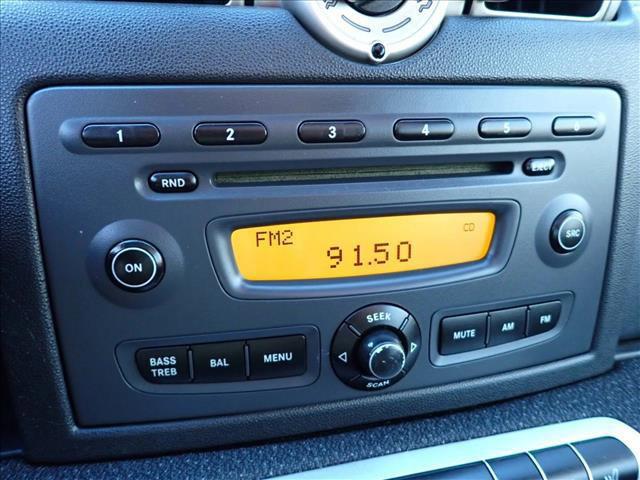 1 2 3 4 5 6
RND
EJECT
FM2
CD
91.50
ON
SRC
SEEK
SCAN
BASS
TREB
BAL
MENU
MUTE
AM
FM